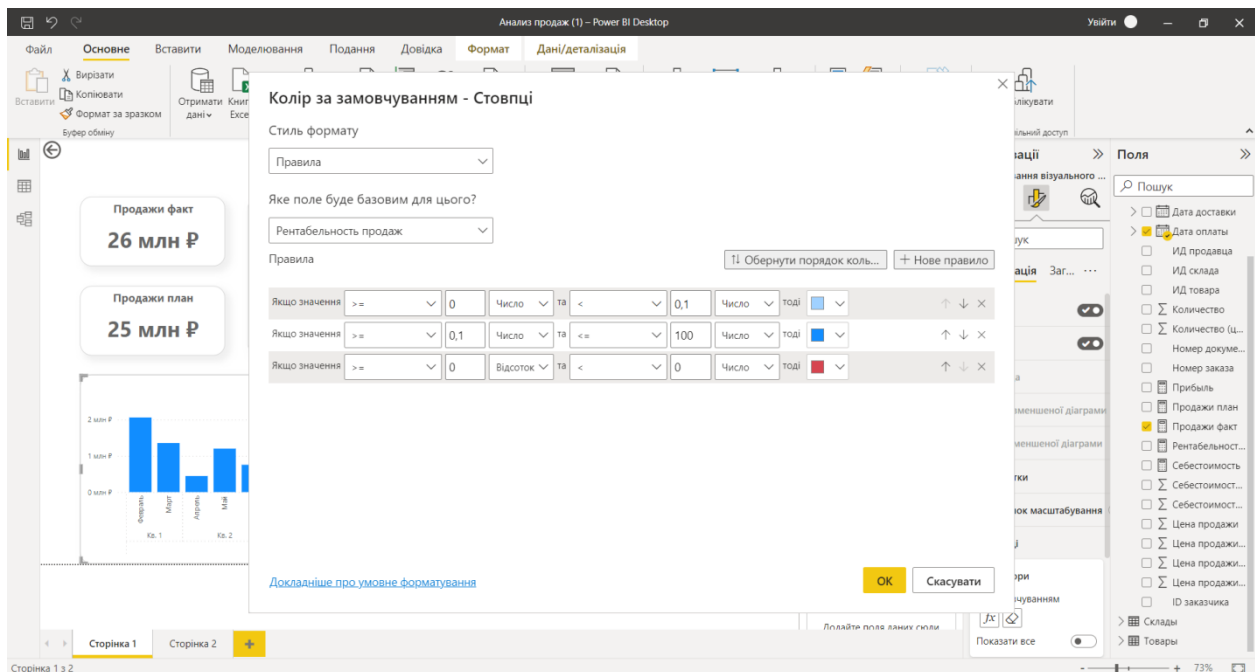 Анализ продаж (1) – Power BI Desktop
Увійти
Файл
Основне
Вставити
Моделювання
Подання
Довідка
Формат
Дані/деталізація
Вставити
Вирізати
Копіювати
Формат за зразком
Буфер обміну
Отримати
дані
Продажи факт
26 млн ₽
Продажи план
25 млн ₽
2 млн ₽
1 млн ₽
0 млн ₽
Февраль
Март
Апрель
Май
Кв. 1
Кв. 2
Колір за замовчуванням - Стовпці
Стиль формату
Правила
Яке поле буде базовим для цього?
Рентабельность продаж
Правила
Обернути порядок коль...
Нове правило
Якщо значення >= 0 Число та < 0,1 Число тоді
Якщо значення >= 0,1 Число та <= 100 Число тоді
Якщо значення >= 0 Відсоток та < 0 Число тоді
Докладніше про умовне форматування
OK
Скасувати
Заг...
Показати все
Поля
Пошук
Дата доставки
Дата оплаты
ИД продавца
ИД склада
ИД товара
Количество
Количество (ц...
Номер докуме...
Номер заказа
Прибыль
Продажи план
Продажи факт
Рентабельност...
Себестоимость
Себестоимост...
Себестоимост...
Цена продажи
Цена продажи...
Цена продажи...
Цена продажи...
ID заказчика
Склады
Товары
Сторінка 1
Сторінка 2
Сторінка 1 з 2
73%